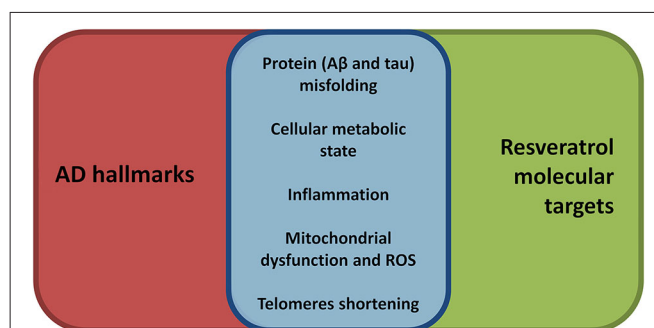 AD hallmarks
Protein (Aβ and tau)
misfolding
Cellular metabolic
state
Inflammation
Mitochondrial
dysfunction and ROS
Telomeres shortening
Resveratrol
molecular
targets